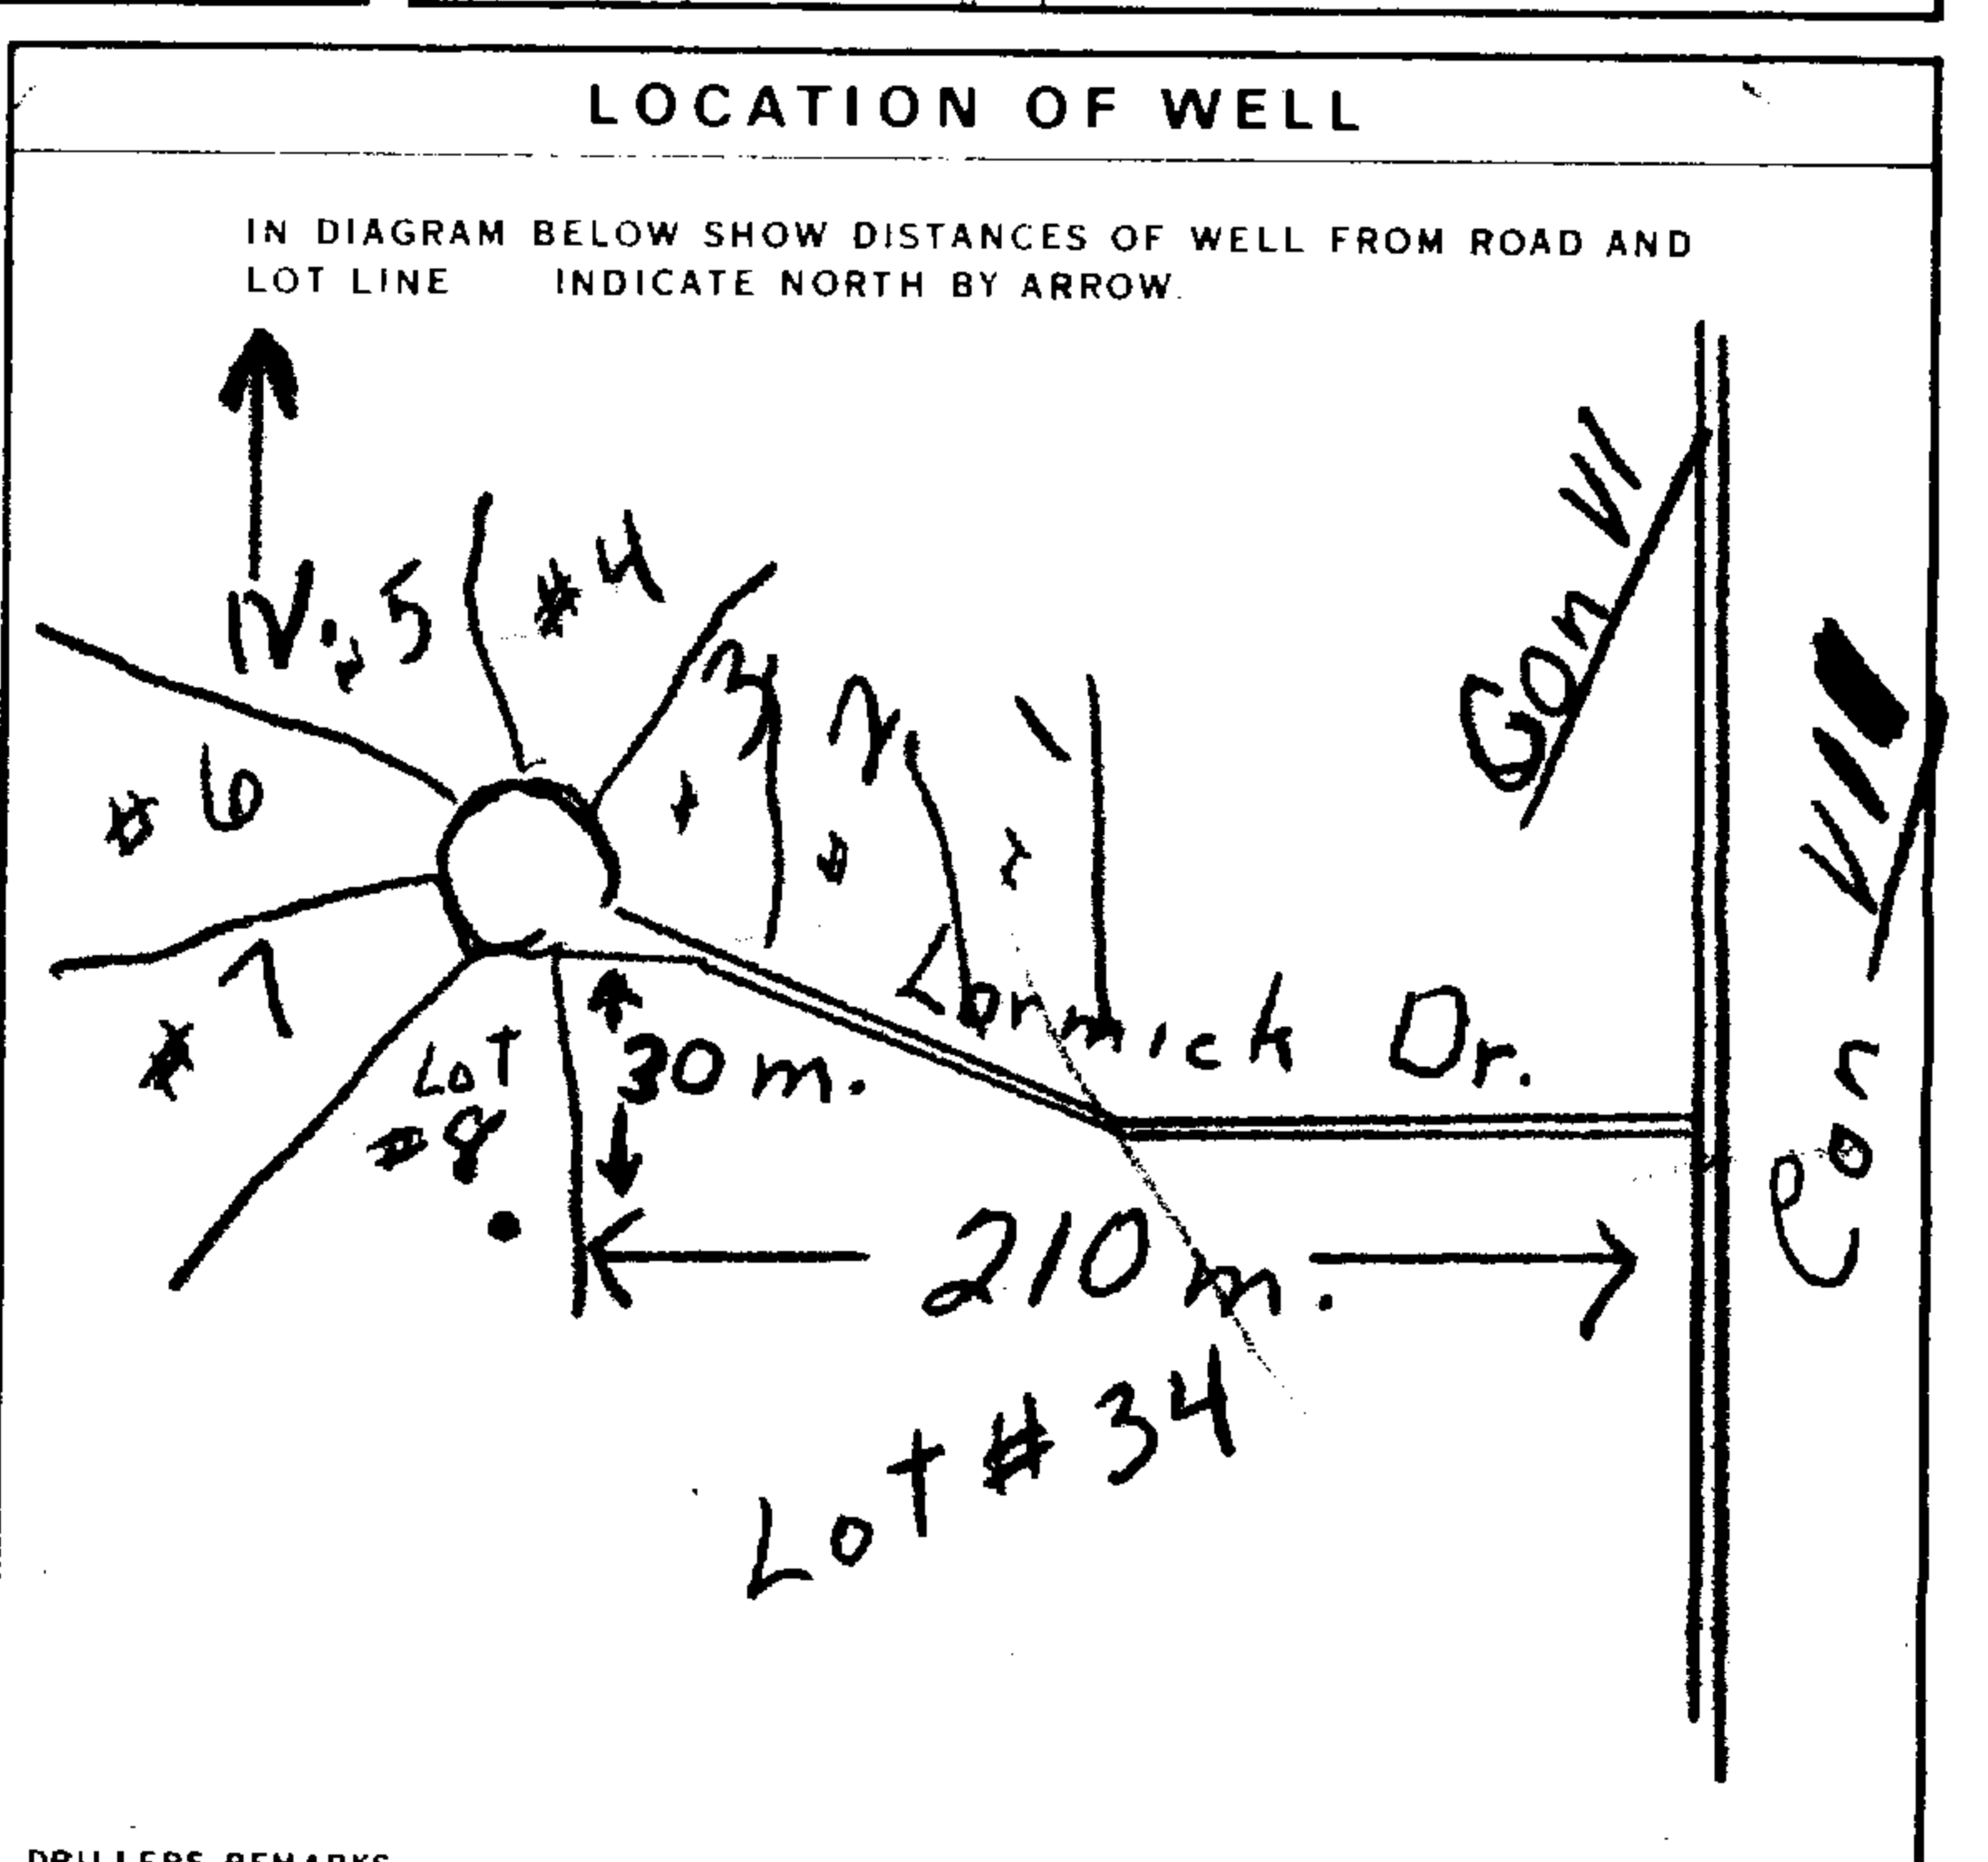 LOCATION OF WELL
IN DIAGRAM BELOW SHOW DISTANCES OF WELL FROM ROAD AND
LOT LINE INDICATE NORTH BY ARROW.
N.
#5
#4
#3
#2
#1
#6
#7
LOT
#8
Con VI
Con VII
Lormick Dr.
30 m.
210 m.
Lot # 34
DRILLERS REMARKS